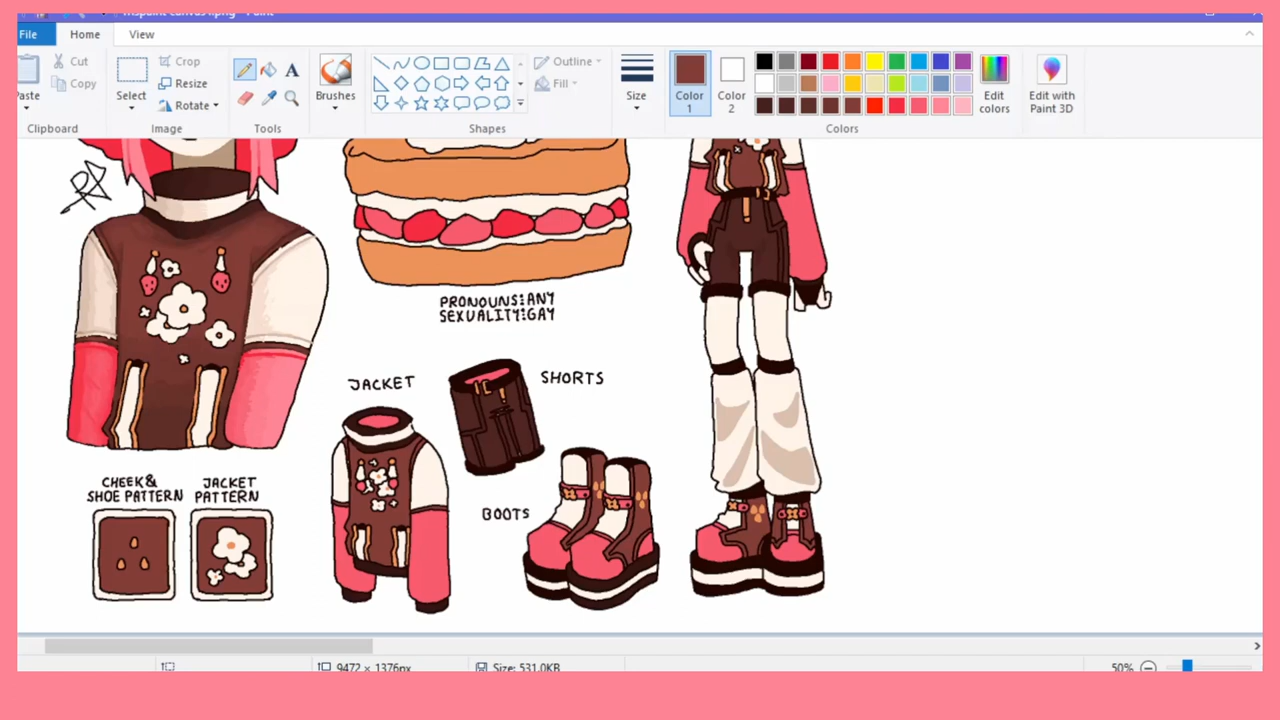 File
Home
View
Cut
Copy
Select
Crop
Resize
Rotate
Brushes
Outline
Fill
Size
Color
1
Color
2
Edit
colors
Edit with
Paint 3D
Clipboard
Image
Tools
Shapes
Colors
PRONOUNS:ANY
SEXUALITY:GAY
JACKET
SHORTS
CHEEK&
SHOE PATTERN
JACKET
PATTERN
BOOTS
9472 × 1376px
Size: 531.0KB
50%